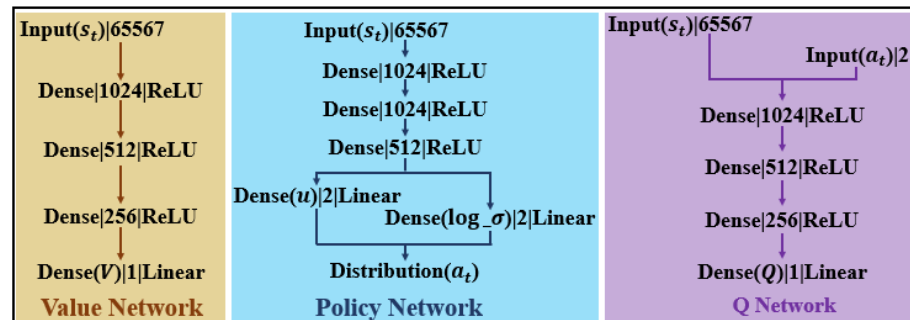 Input(s_t)|65567
Dense|1024|ReLU
Dense|512|ReLU
Dense|256|ReLU
Dense(V)|1|Linear
Value Network
Input(s_t)|65567
Dense|1024|ReLU
Dense|1024|ReLU
Dense|512|ReLU
Dense(u)|2|Linear
Dense(log_σ)|2|Linear
Distribution(a_t)
Policy Network
Input(s_t)|65567
Input(a_t)|2
Dense|1024|ReLU
Dense|512|ReLU
Dense|256|ReLU
Dense(Q)|1|Linear
Q Network